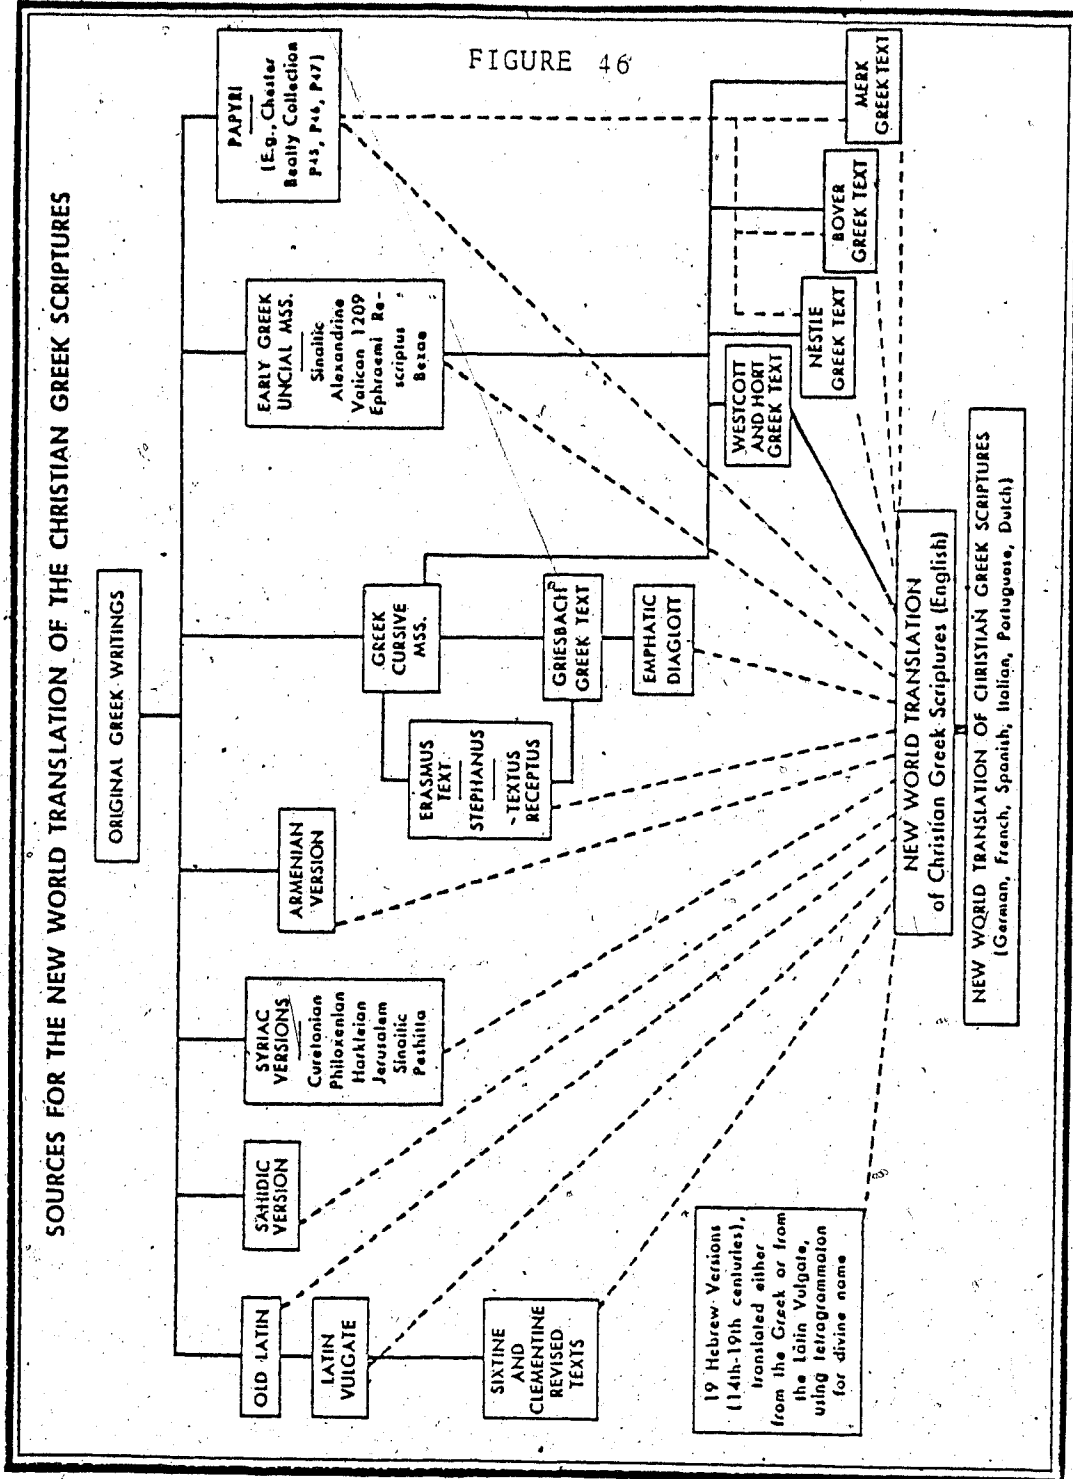 FIGURE 46
SOURCES FOR THE NEW WORLD TRANSLATION OF THE CHRISTIAN GREEK SCRIPTURES
ORIGINAL GREEK WRITINGS
OLD LATIN
LATIN
VULGATE
SIXTINE
AND
CLEMENTINE
REVISED
TEXTS
SAHIDIC
VERSION
SYRIAC
VERSIONS
Curetonian
Philoxenian
Harkleian
Jerusalem
Sinaitic
Peshitta
ARMENIAN
VERSION
GREEK
CURSIVE
MSS.
ERASMUS
TEXT
STEPHANUS
TEXTUS
RECEPTUS
GRIESBACH
GREEK TEXT
EMPHATIC
DIAGLOTT
EARLY GREEK
UNCIAL MSS.
Sinaitic
Alexandrine
Vatican 1209
Ephraemi Re-
scriptus
Bezae
PAPYRI
(E.g., Chester
Beatty Collection
P45, P46, P47)
WESTCOTT
AND HORT
GREEK TEXT
NESTLE
GREEK TEXT
BOVER
GREEK TEXT
MERK
GREEK TEXT
19 Hebrew Versions
(14th-19th centuries),
translated either
from the Greek or from
the Latin Vulgate,
using tetragrammaton
for divine name
NEW WORLD TRANSLATION
of Christian Greek Scriptures (English)
NEW WORLD TRANSLATION OF CHRISTIAN GREEK SCRIPTURES
(German, French, Spanish, Italian, Portuguese, Dutch)